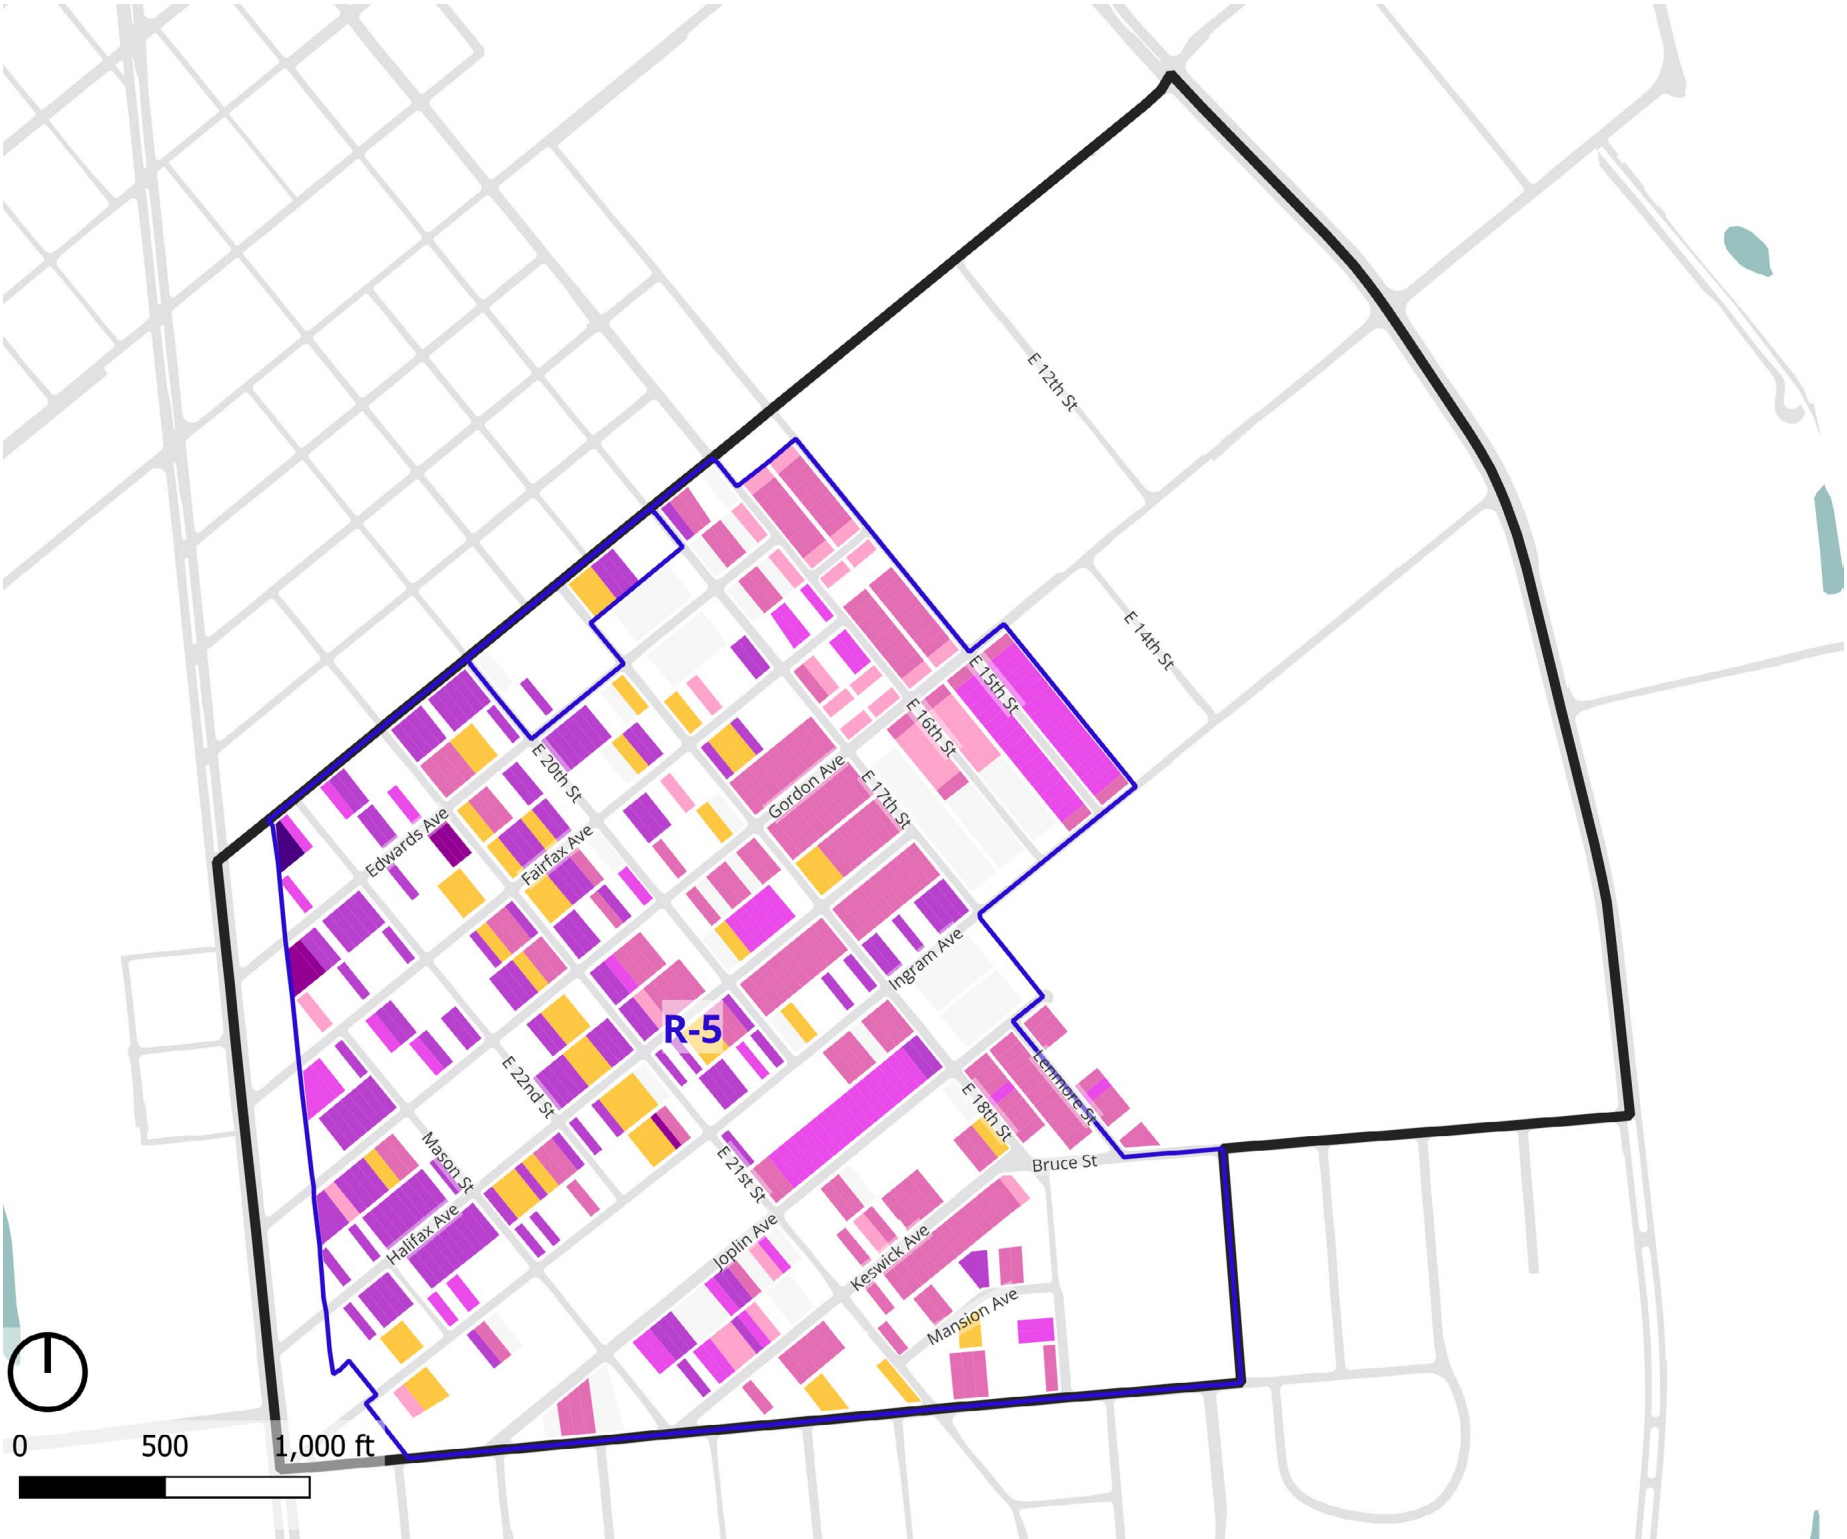 E 12th St
E 14th St
E 15th St
E 16th St
E 20th St
Gordon Ave
E 17th St
Edwards Ave
Fairfax Ave
Ingram Ave
R-5
E 22nd St
Lenmore St
E 18th St
Mason St
E 21st St
Bruce St
Halifax Ave
Joplin Ave
Keswick Ave
Mansion Ave
0 500 1,000 ft